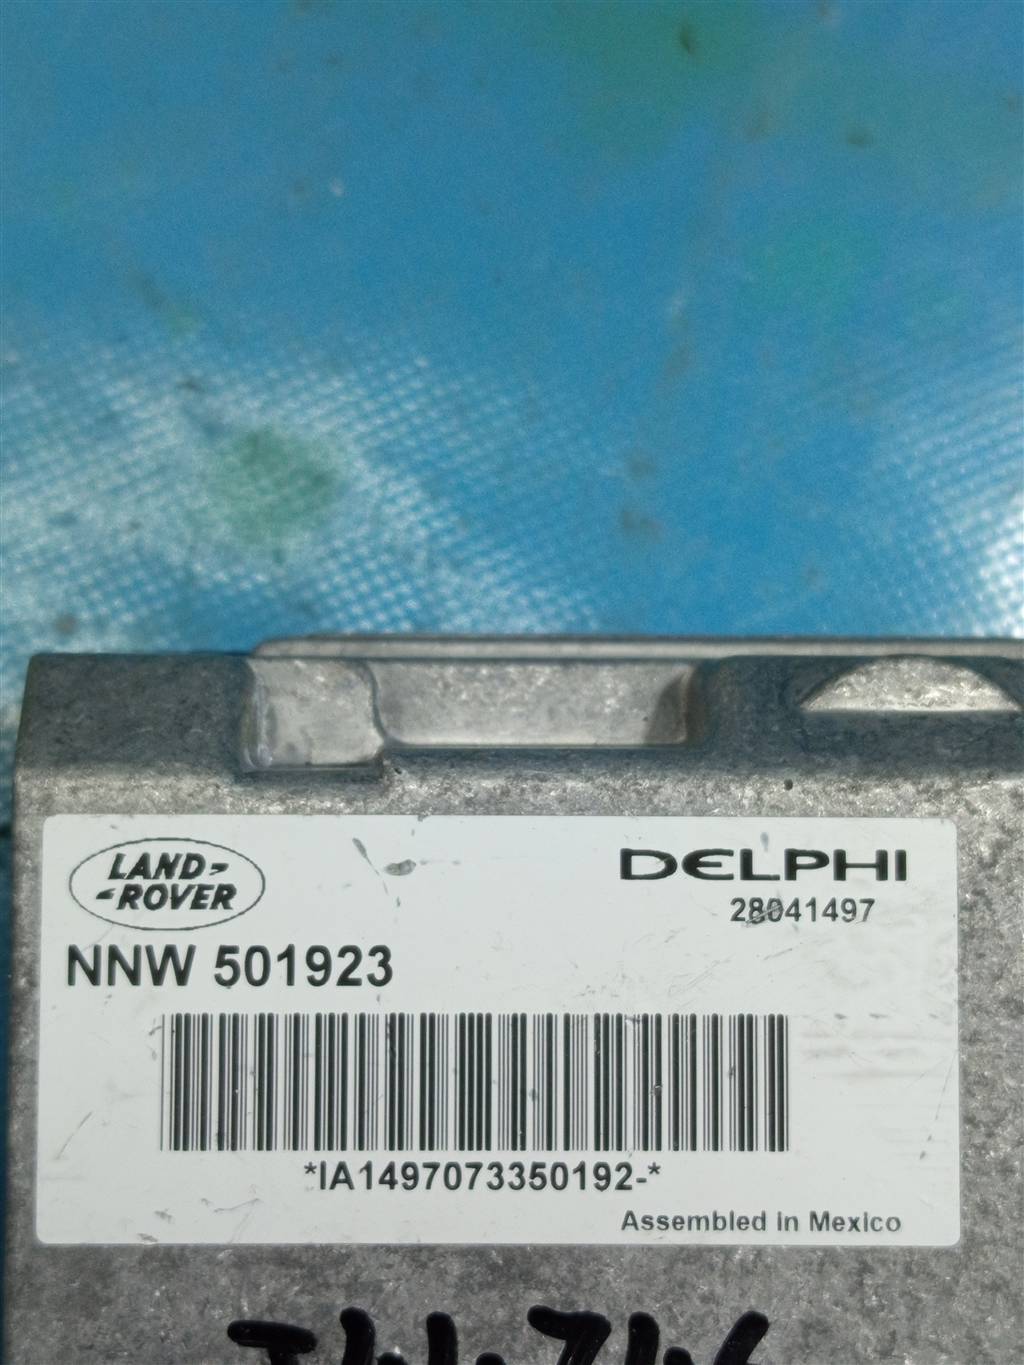 LAND ROVER
DELPHI
28041497
NNW 501923
*IA1497073350192-*
Assembled in Mexico